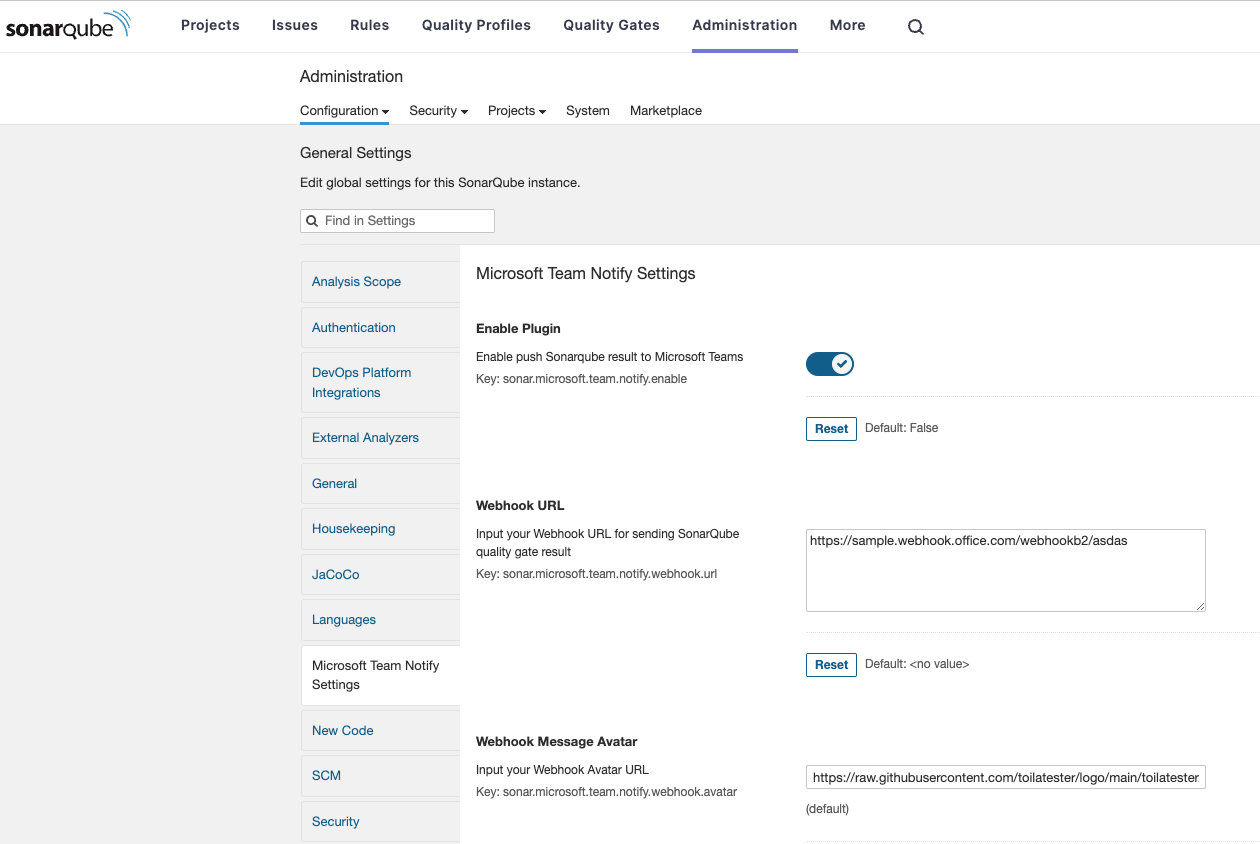 sonarqube Projects Issues Rules Quality Profiles Quality Gates Administration More
Administration
Configuration Security Projects System Marketplace
General Settings
Edit global settings for this SonarQube instance.
Find in Settings
Analysis Scope
Authentication
DevOps Platform
Integrations
External Analyzers
General
Housekeeping
JaCoCo
Languages
Microsoft Team Notify
Settings
New Code
SCM
Security
Microsoft Team Notify Settings
Enable Plugin
Enable push Sonarqube result to Microsoft Teams
Key: sonar.microsoft.team.notify.enable
Reset Default: False
Webhook URL
Input your Webhook URL for sending SonarQube
quality gate result
Key: sonar.microsoft.team.notify.webhook.url
https://sample.webhook.office.com/webhookb2/asdas
Reset Default: <no value>
Webhook Message Avatar
Input your Webhook Avatar URL
Key: sonar.microsoft.team.notify.webhook.avatar
https://raw.githubusercontent.com/toilatester/logo/main/toilatester
(default)